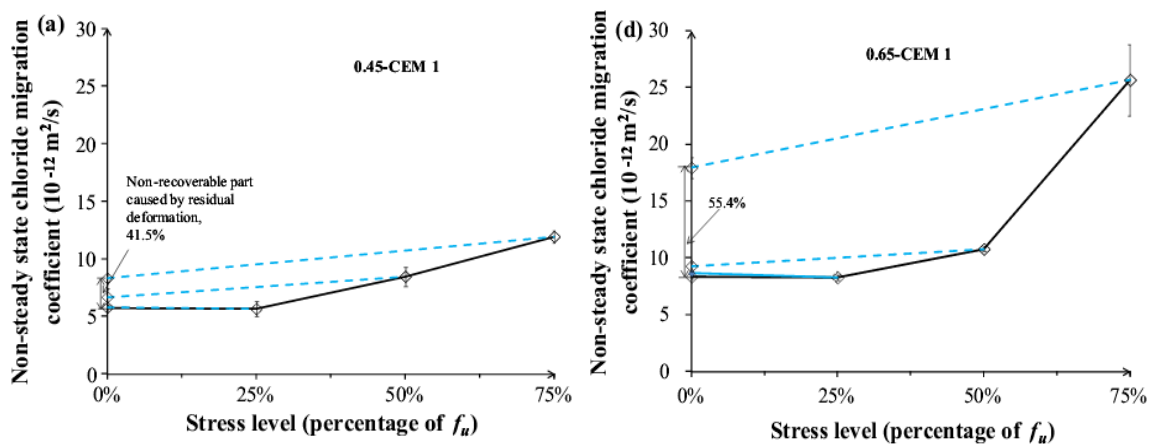 (a)
Non-steady state chloride migration
coefficient (10 -12 m2/s)
30
25
20
15
10
5
0
0.45-CEM 1
Non-recoverable part
caused by residual
deformation,
41.5%
0%
25%
50%
75%
Stress level (percentage of fu)
(d)
Non-steady state chloride migration
coefficient (10 -12 m2/s)
30
25
20
15
10
5
0
0.65-CEM 1
55.4%
0%
25%
50%
75%
Stress level (percentage of fu)